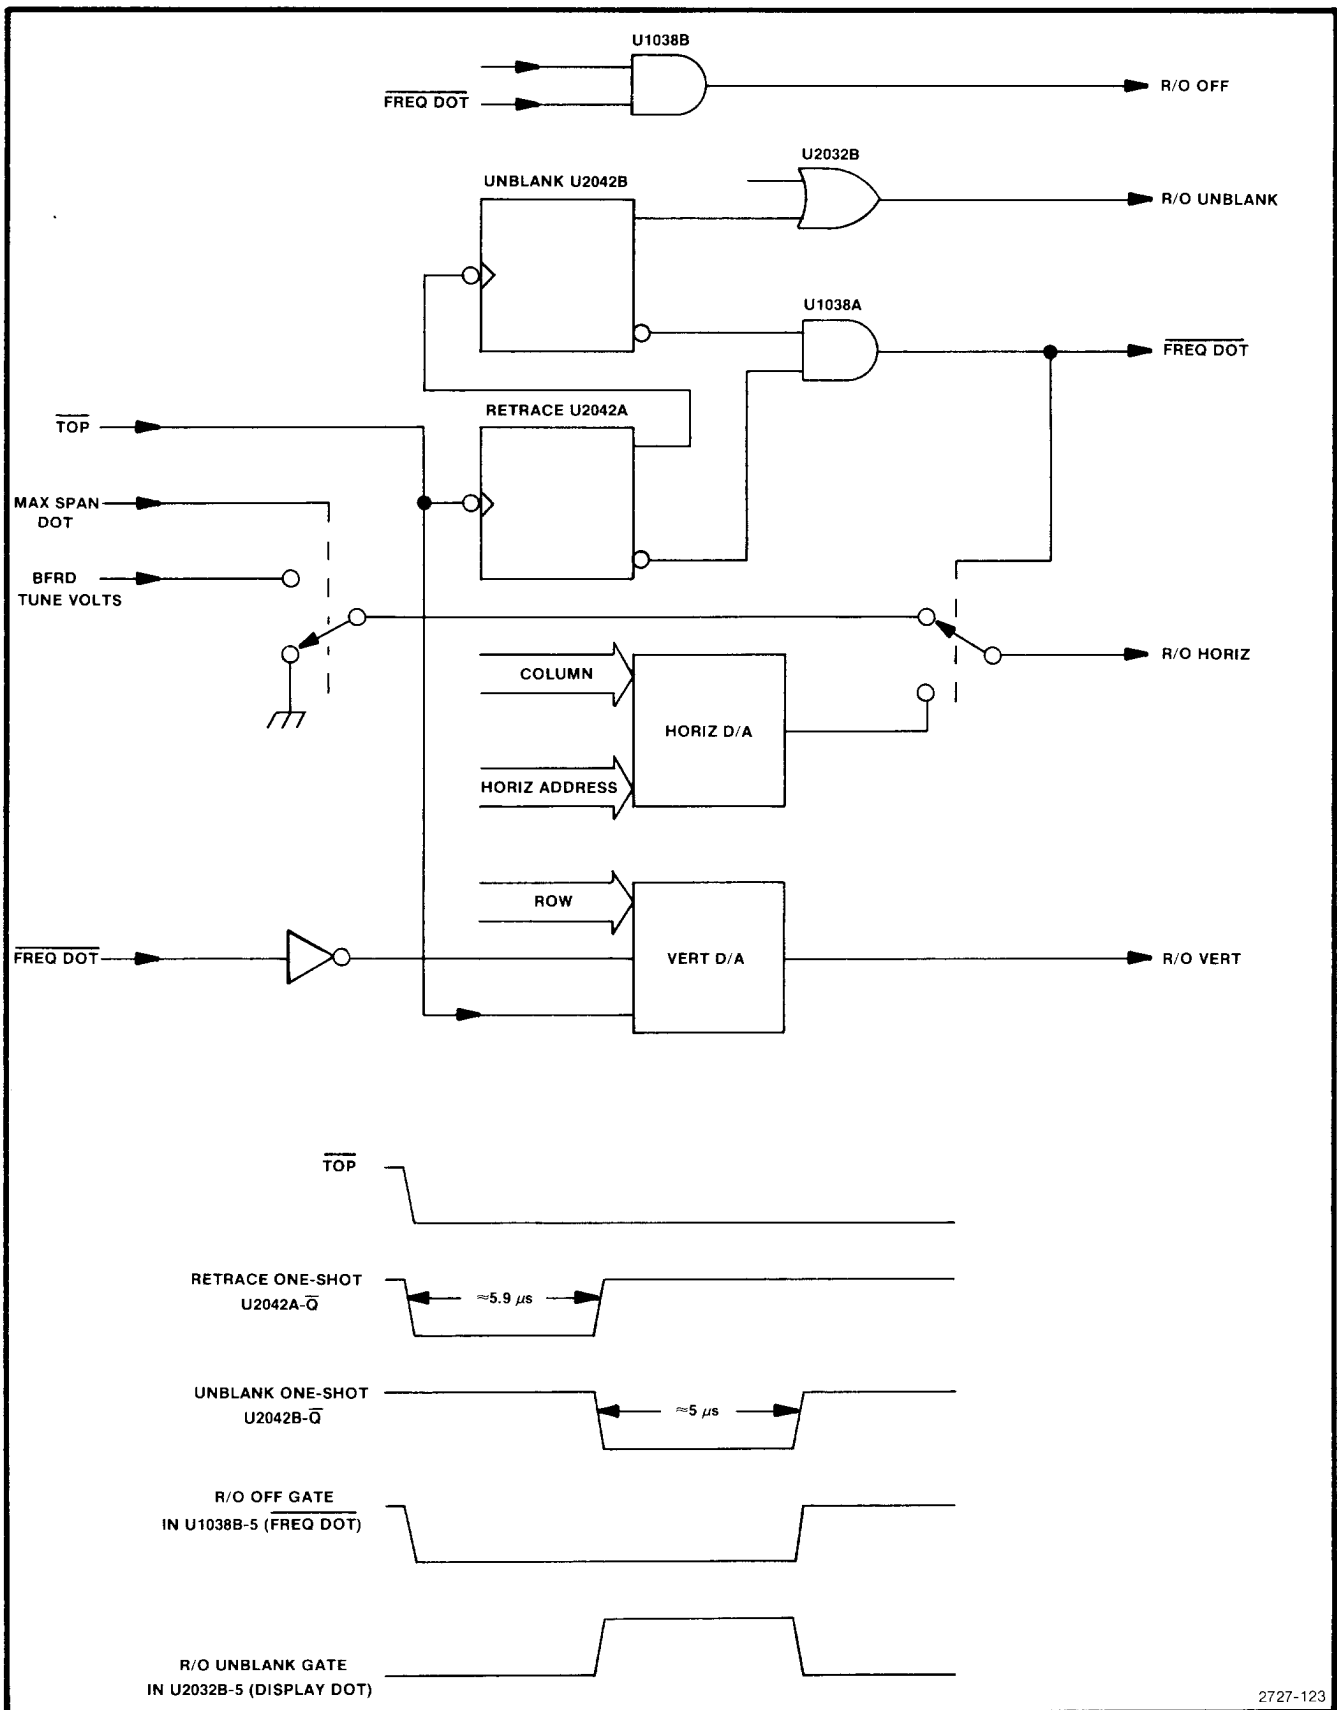 U1038B
FREQ DOT
R/O OFF
U2032B
UNBLANK U2042B
R/O UNBLANK
U1038A
FREQ DOT
RETRACE U2042A
TOP
MAX SPAN
DOT
BFRD
TUNE VOLTS
COLUMN
R/O HORIZ
HORIZ D/A
HORIZ ADDRESS
ROW
FREQ DOT
VERT D/A
R/O VERT
TOP
RETRACE ONE-SHOT
U2042A-Q̅
≈5.9 µs
UNBLANK ONE-SHOT
U2042B-Q̅
≈5 µs
R/O OFF GATE
IN U1038B-5 (FREQ DOT)
R/O UNBLANK GATE
IN U2032B-5 (DISPLAY DOT)
2727-123